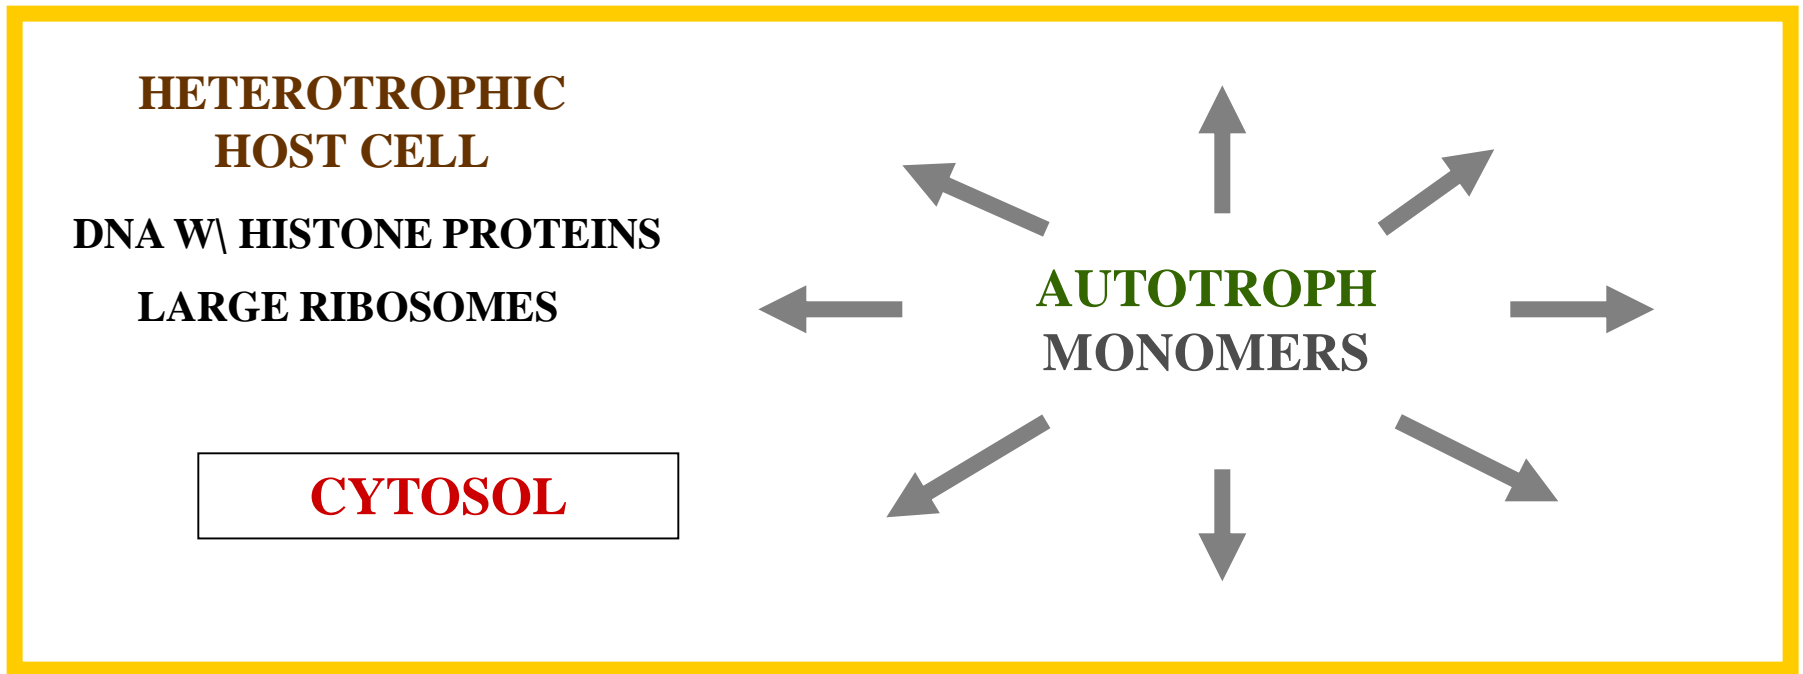 HETEROTROPHIC
HOST CELL
DNA W\ HISTONE PROTEINS
LARGE RIBOSOMES
CYTOSOL
AUTOTROPH
MONOMERS